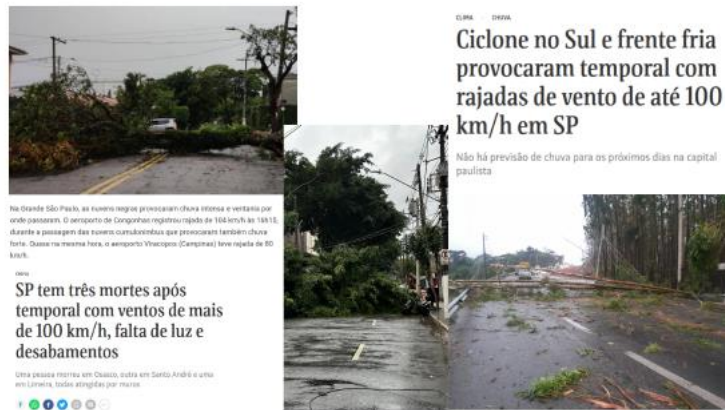 Na Grande São Paulo, as nuvens negras provocaram chuva intensa e ventania por
onde passaram. O aeroporto de Congonhas registrou rajada de 104 km/h às 16h10,
durante a passagem das nuvens cumulonimbus que provocaram também chuva
forte. Quase na mesma hora, o aeroporto Viracopos (Campinas) teve rajada de 80
km/h.
CHUVA
SP tem três mortes após
temporal com ventos de mais
de 100 km/h, falta de luz e
desabamentos
Uma pessoa morreu em Osasco, outra em Santo André e uma
em Limeira, todas atingidas por muros
CLIMA CHUVA
Ciclone no Sul e frente fria
provocaram temporal com
rajadas de vento de até 100
km/h em SP
Não há previsão de chuva para os próximos dias na capital
paulista